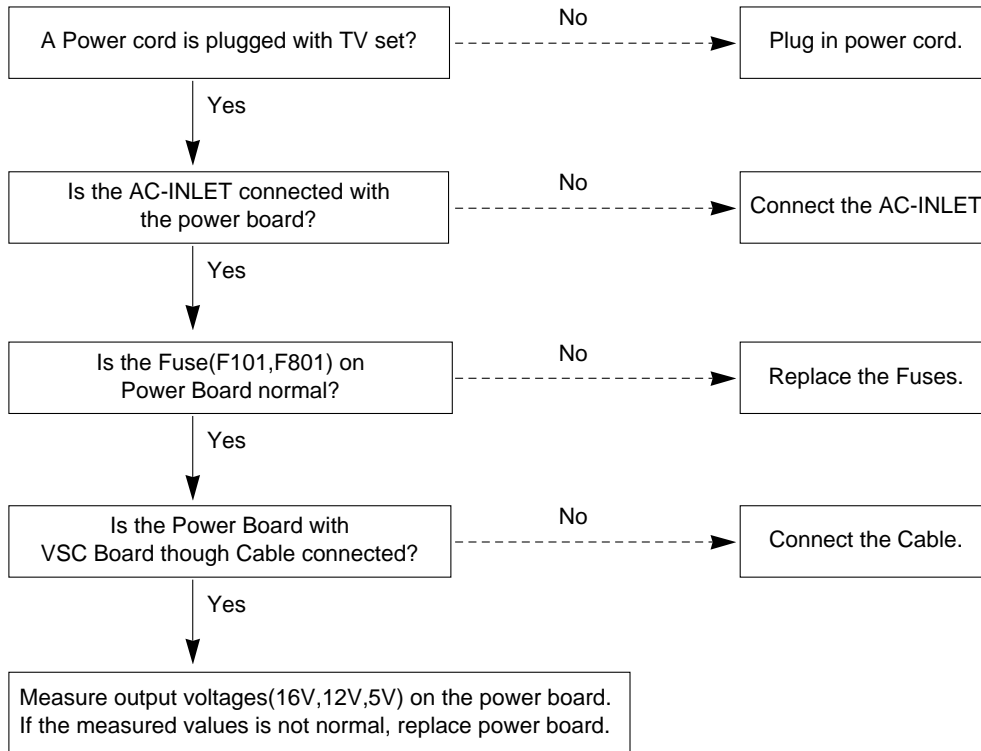 A Power cord is plugged with TV set?
No
Plug in power cord.
Yes
Is the AC-INLET connected with
the power board?
No
Connect the AC-INLET
Yes
Is the Fuse(F101,F801) on
Power Board normal?
No
Replace the Fuses.
Yes
Is the Power Board with
VSC Board though Cable connected?
No
Connect the Cable.
Yes
Measure output voltages(16V,12V,5V) on the power board.
If the measured values is not normal, replace power board.